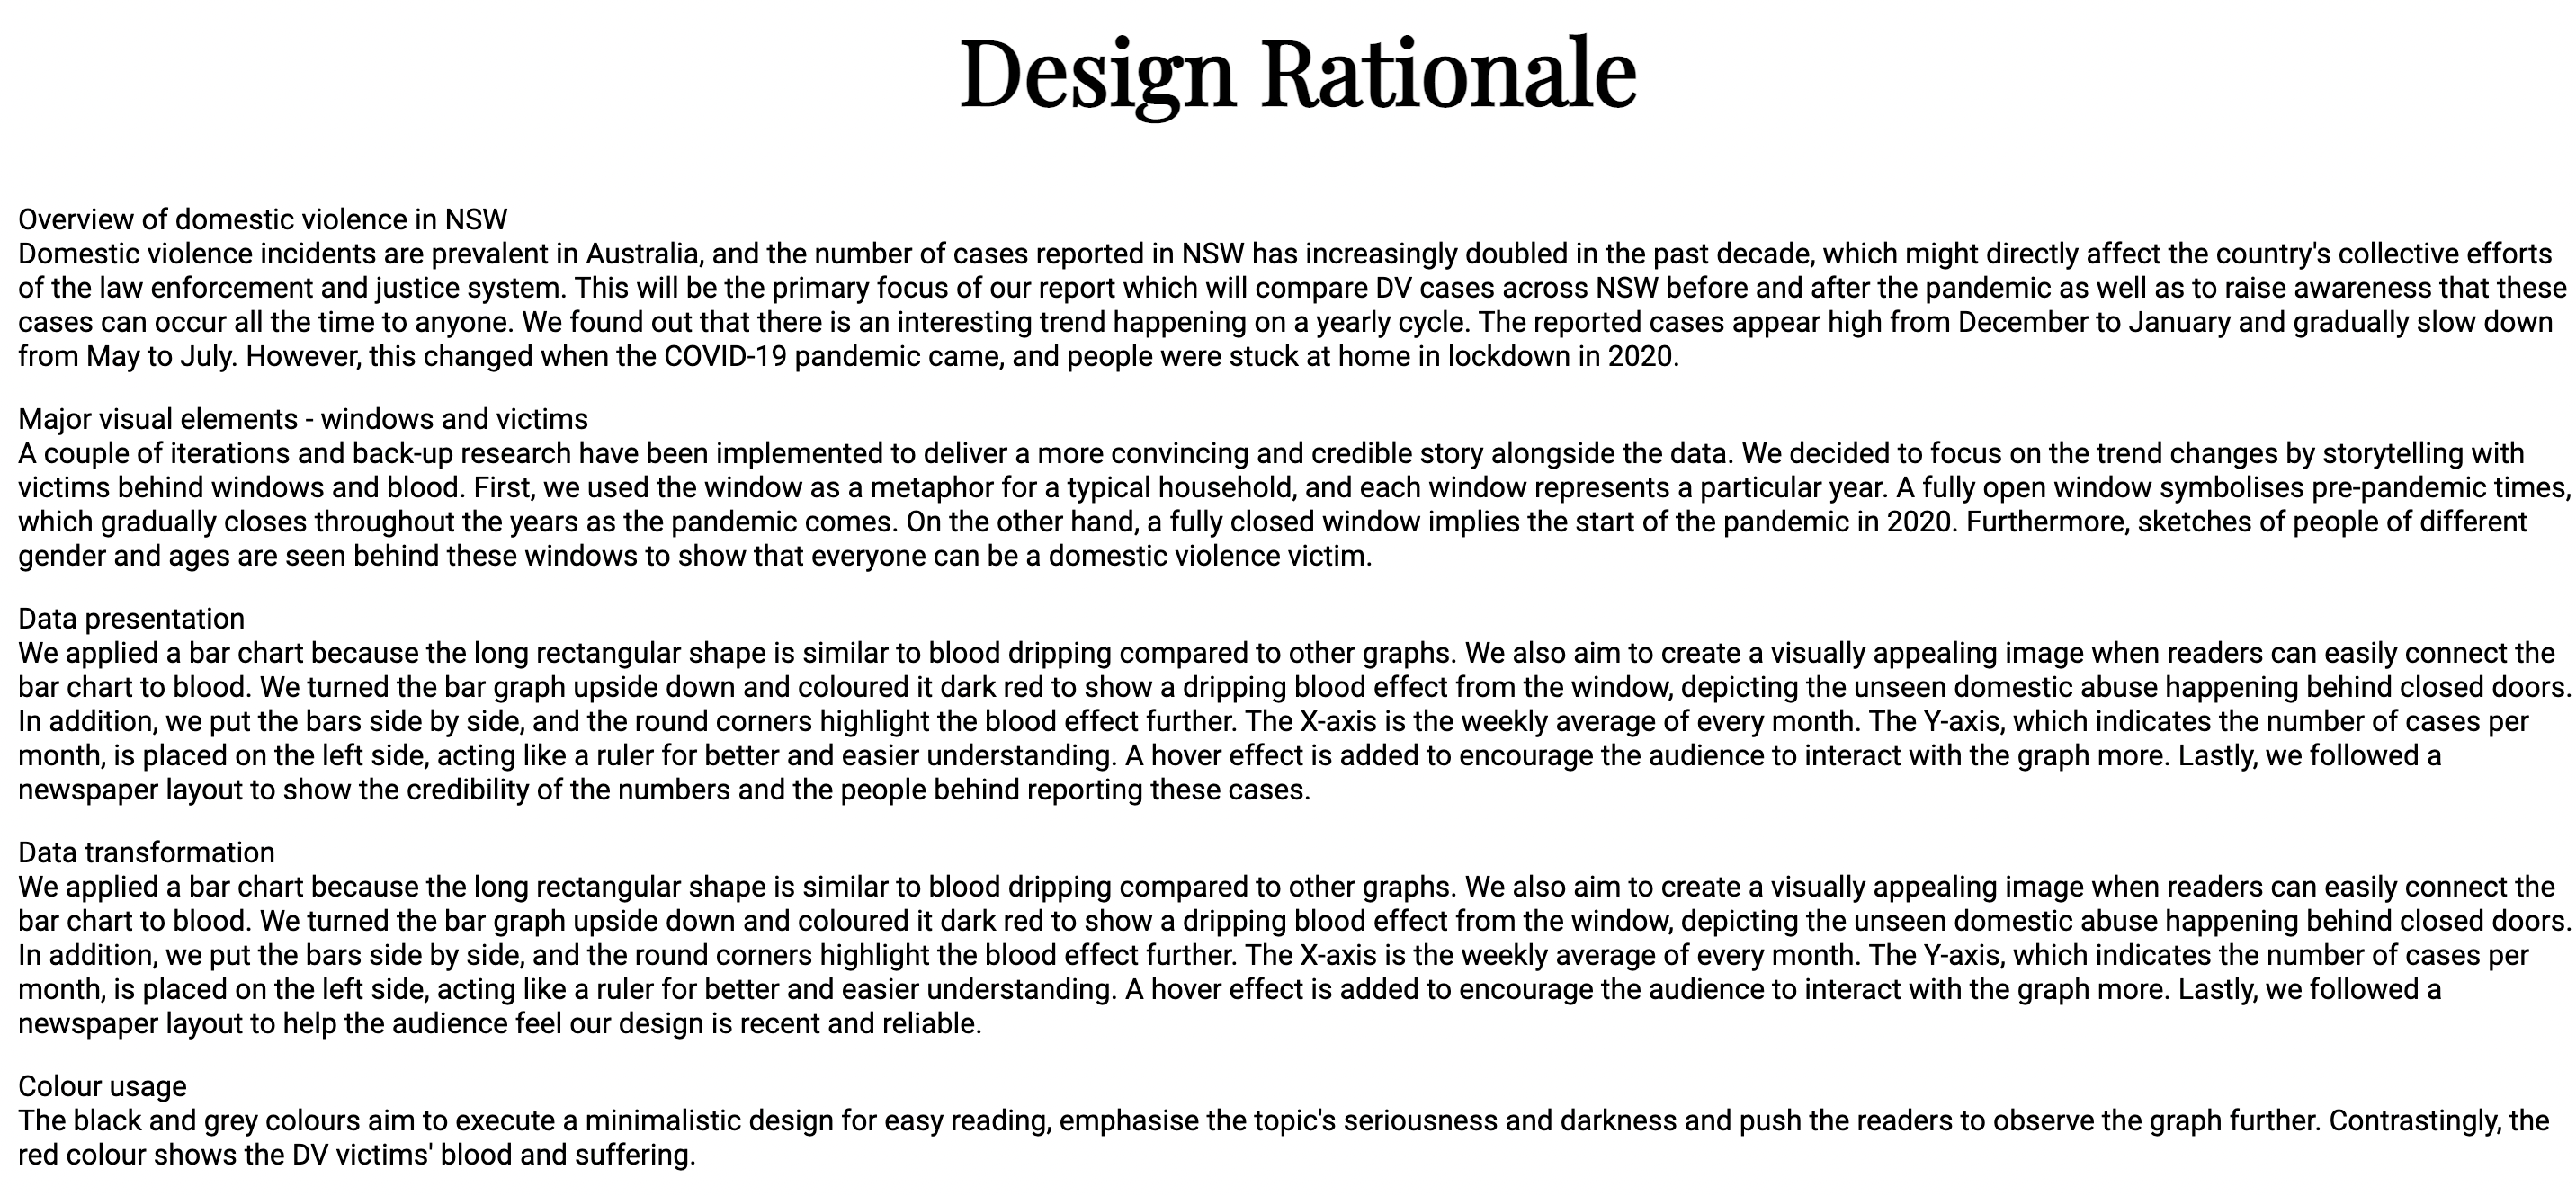 Design Rationale
Overview of domestic violence in NSW
Domestic violence incidents are prevalent in Australia, and the number of cases reported in NSW has increasingly doubled in the past decade, which might directly affect the country's collective efforts
of the law enforcement and justice system. This will be the primary focus of our report which will compare DV cases across NSW before and after the pandemic as well as to raise awareness that these
cases can occur all the time to anyone. We found out that there is an interesting trend happening on a yearly cycle. The reported cases appear high from December to January and gradually slow down
from May to July. However, this changed when the COVID-19 pandemic came, and people were stuck at home in lockdown in 2020.
Major visual elements - windows and victims
A couple of iterations and back-up research have been implemented to deliver a more convincing and credible story alongside the data. We decided to focus on the trend changes by storytelling with
victims behind windows and blood. First, we used the window as a metaphor for a typical household, and each window represents a particular year. A fully open window symbolises pre-pandemic times,
which gradually closes throughout the years as the pandemic comes. On the other hand, a fully closed window implies the start of the pandemic in 2020. Furthermore, sketches of people of different
gender and ages are seen behind these windows to show that everyone can be a domestic violence victim.
Data presentation
We applied a bar chart because the long rectangular shape is similar to blood dripping compared to other graphs. We also aim to create a visually appealing image when readers can easily connect the
bar chart to blood. We turned the bar graph upside down and coloured it dark red to show a dripping blood effect from the window, depicting the unseen domestic abuse happening behind closed doors.
In addition, we put the bars side by side, and the round corners highlight the blood effect further. The X-axis is the weekly average of every month. The Y-axis, which indicates the number of cases per
month, is placed on the left side, acting like a ruler for better and easier understanding. A hover effect is added to encourage the audience to interact with the graph more. Lastly, we followed a
newspaper layout to show the credibility of the numbers and the people behind reporting these cases.
Data transformation
We applied a bar chart because the long rectangular shape is similar to blood dripping compared to other graphs. We also aim to create a visually appealing image when readers can easily connect the
bar chart to blood. We turned the bar graph upside down and coloured it dark red to show a dripping blood effect from the window, depicting the unseen domestic abuse happening behind closed doors.
In addition, we put the bars side by side, and the round corners highlight the blood effect further. The X-axis is the weekly average of every month. The Y-axis, which indicates the number of cases per
month, is placed on the left side, acting like a ruler for better and easier understanding. A hover effect is added to encourage the audience to interact with the graph more. Lastly, we followed a
newspaper layout to help the audience feel our design is recent and reliable.
Colour usage
The black and grey colours aim to execute a minimalistic design for easy reading, emphasise the topic's seriousness and darkness and push the readers to observe the graph further. Contrastingly, the
red colour shows the DV victims' blood and suffering.